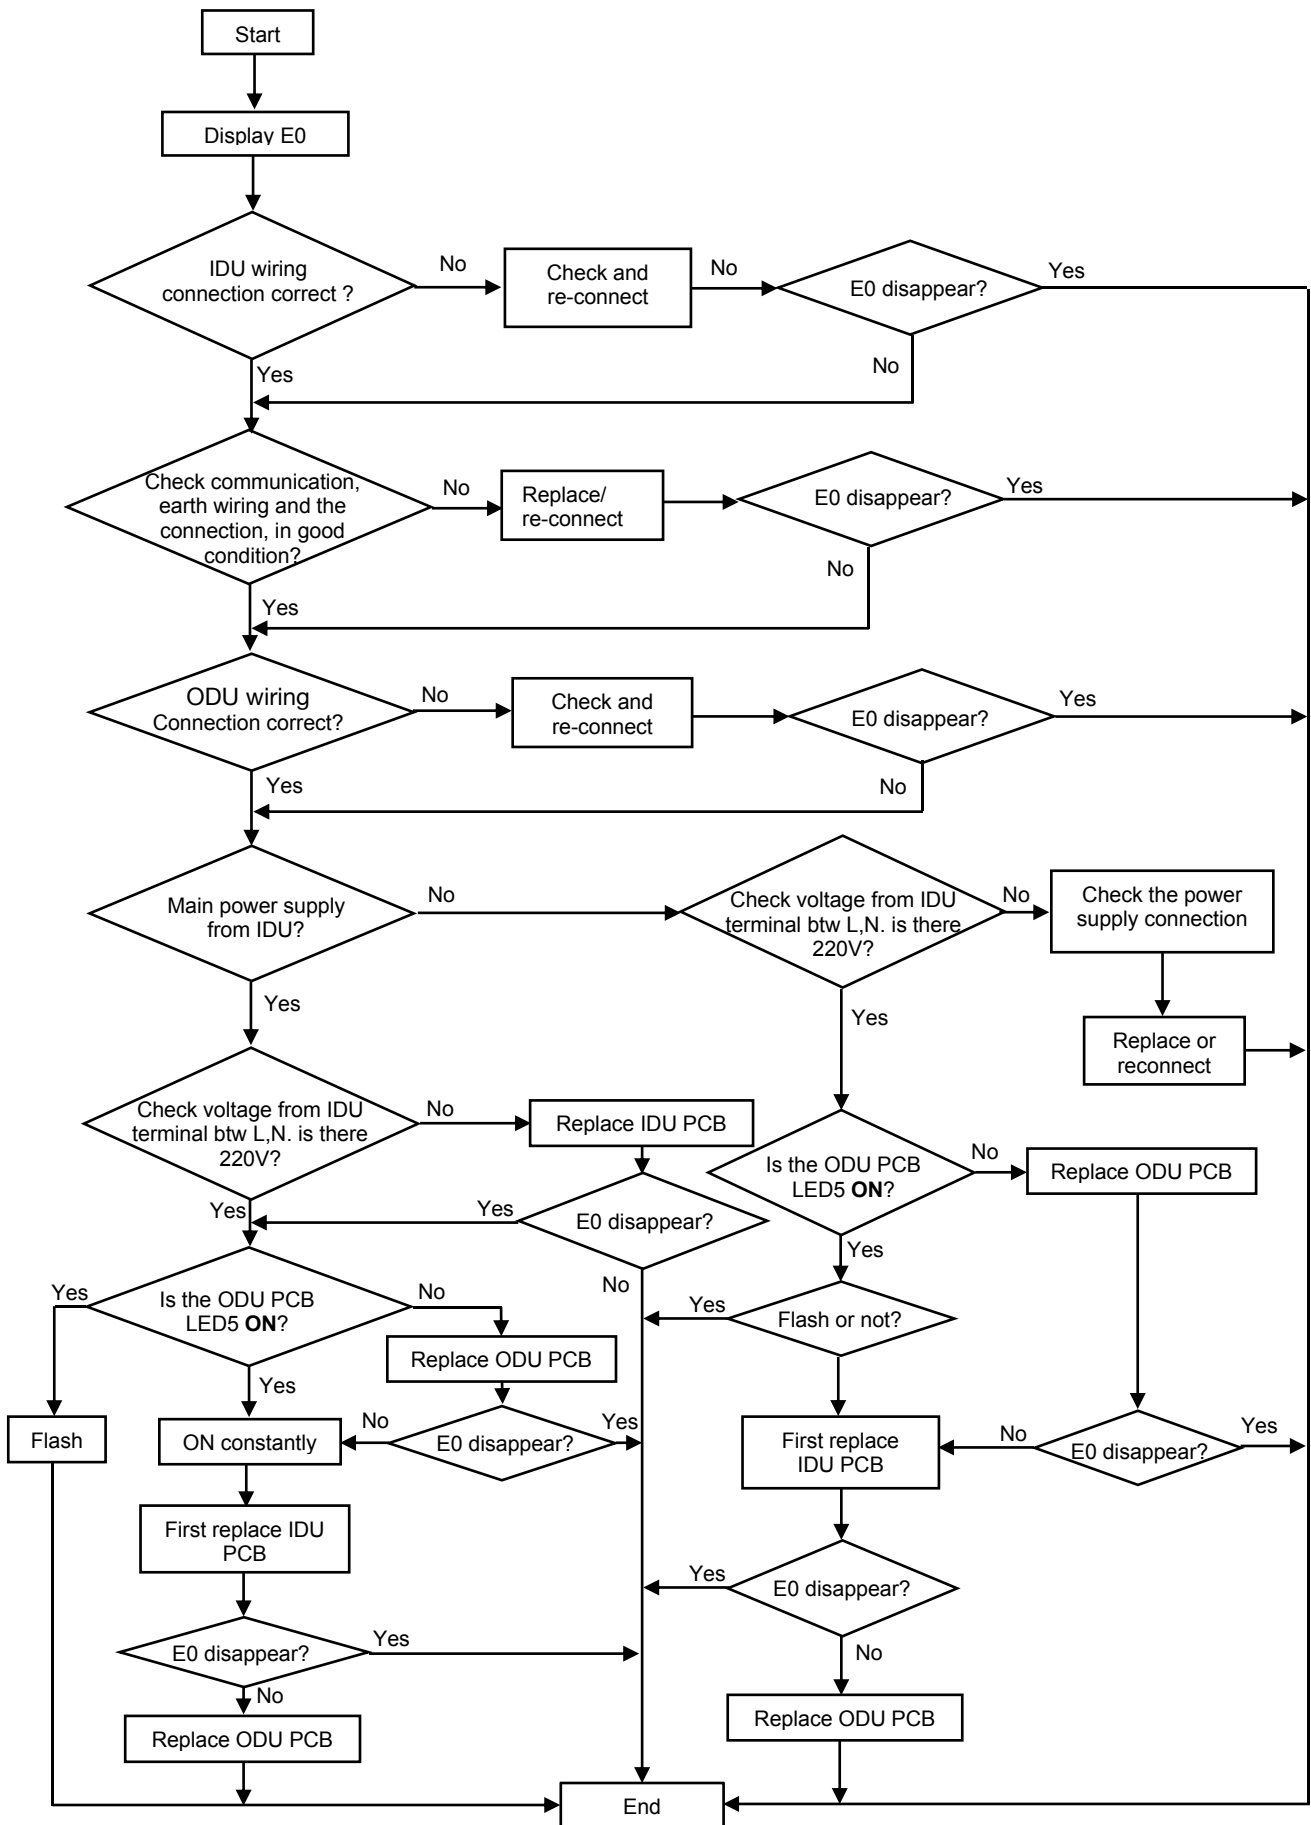 Start
Display E0
IDU wiring
connection correct ?
No
Check and
re-connect
No
E0 disappear?
Yes
No
Yes
Check communication,
earth wiring and the
connection, in good
condition?
No
Replace/
re-connect
E0 disappear?
Yes
No
Yes
ODU wiring
Connection correct?
No
Check and
re-connect
E0 disappear?
Yes
No
Yes
Main power supply
from IDU?
No
Check voltage from IDU
terminal btw L,N. is there
220V?
No
Check the power
supply connection
Yes
Yes
Replace or
reconnect
Check voltage from IDU
terminal btw L,N. is there
220V?
No
Replace IDU PCB
Is the ODU PCB
LED5 ON?
No
Replace ODU PCB
Yes
Yes
E0 disappear?
No
Yes
Is the ODU PCB
LED5 ON?
Yes
No
Yes
Flash or not?
Replace ODU PCB
Yes
Flash
ON constantly
No
E0 disappear?
Yes
First replace
IDU PCB
No
E0 disappear?
Yes
First replace IDU
PCB
Yes
E0 disappear?
E0 disappear?
Yes
No
No
Replace ODU PCB
Replace ODU PCB
End